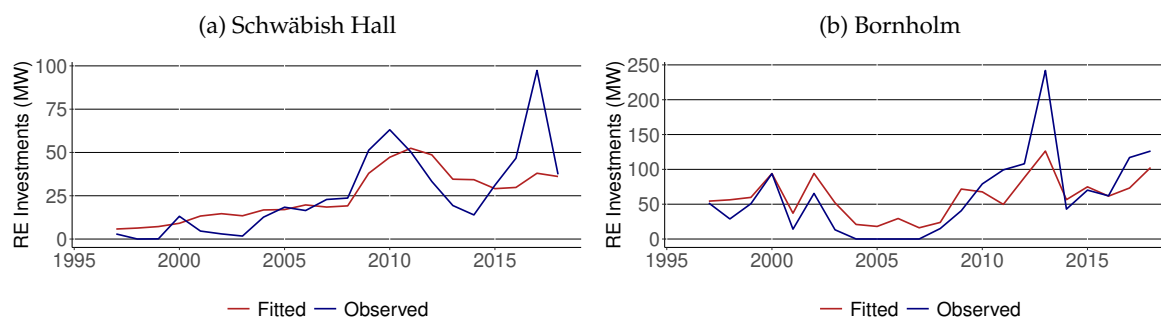 (a) Schwäbish Hall
RE Investments (MW)
100
75
50
25
0
1995 2000 2005 2010 2015
Fitted Observed
(b) Bornholm
RE Investments (MW)
250
200
150
100
50
0
1995 2000 2005 2010 2015
Fitted Observed